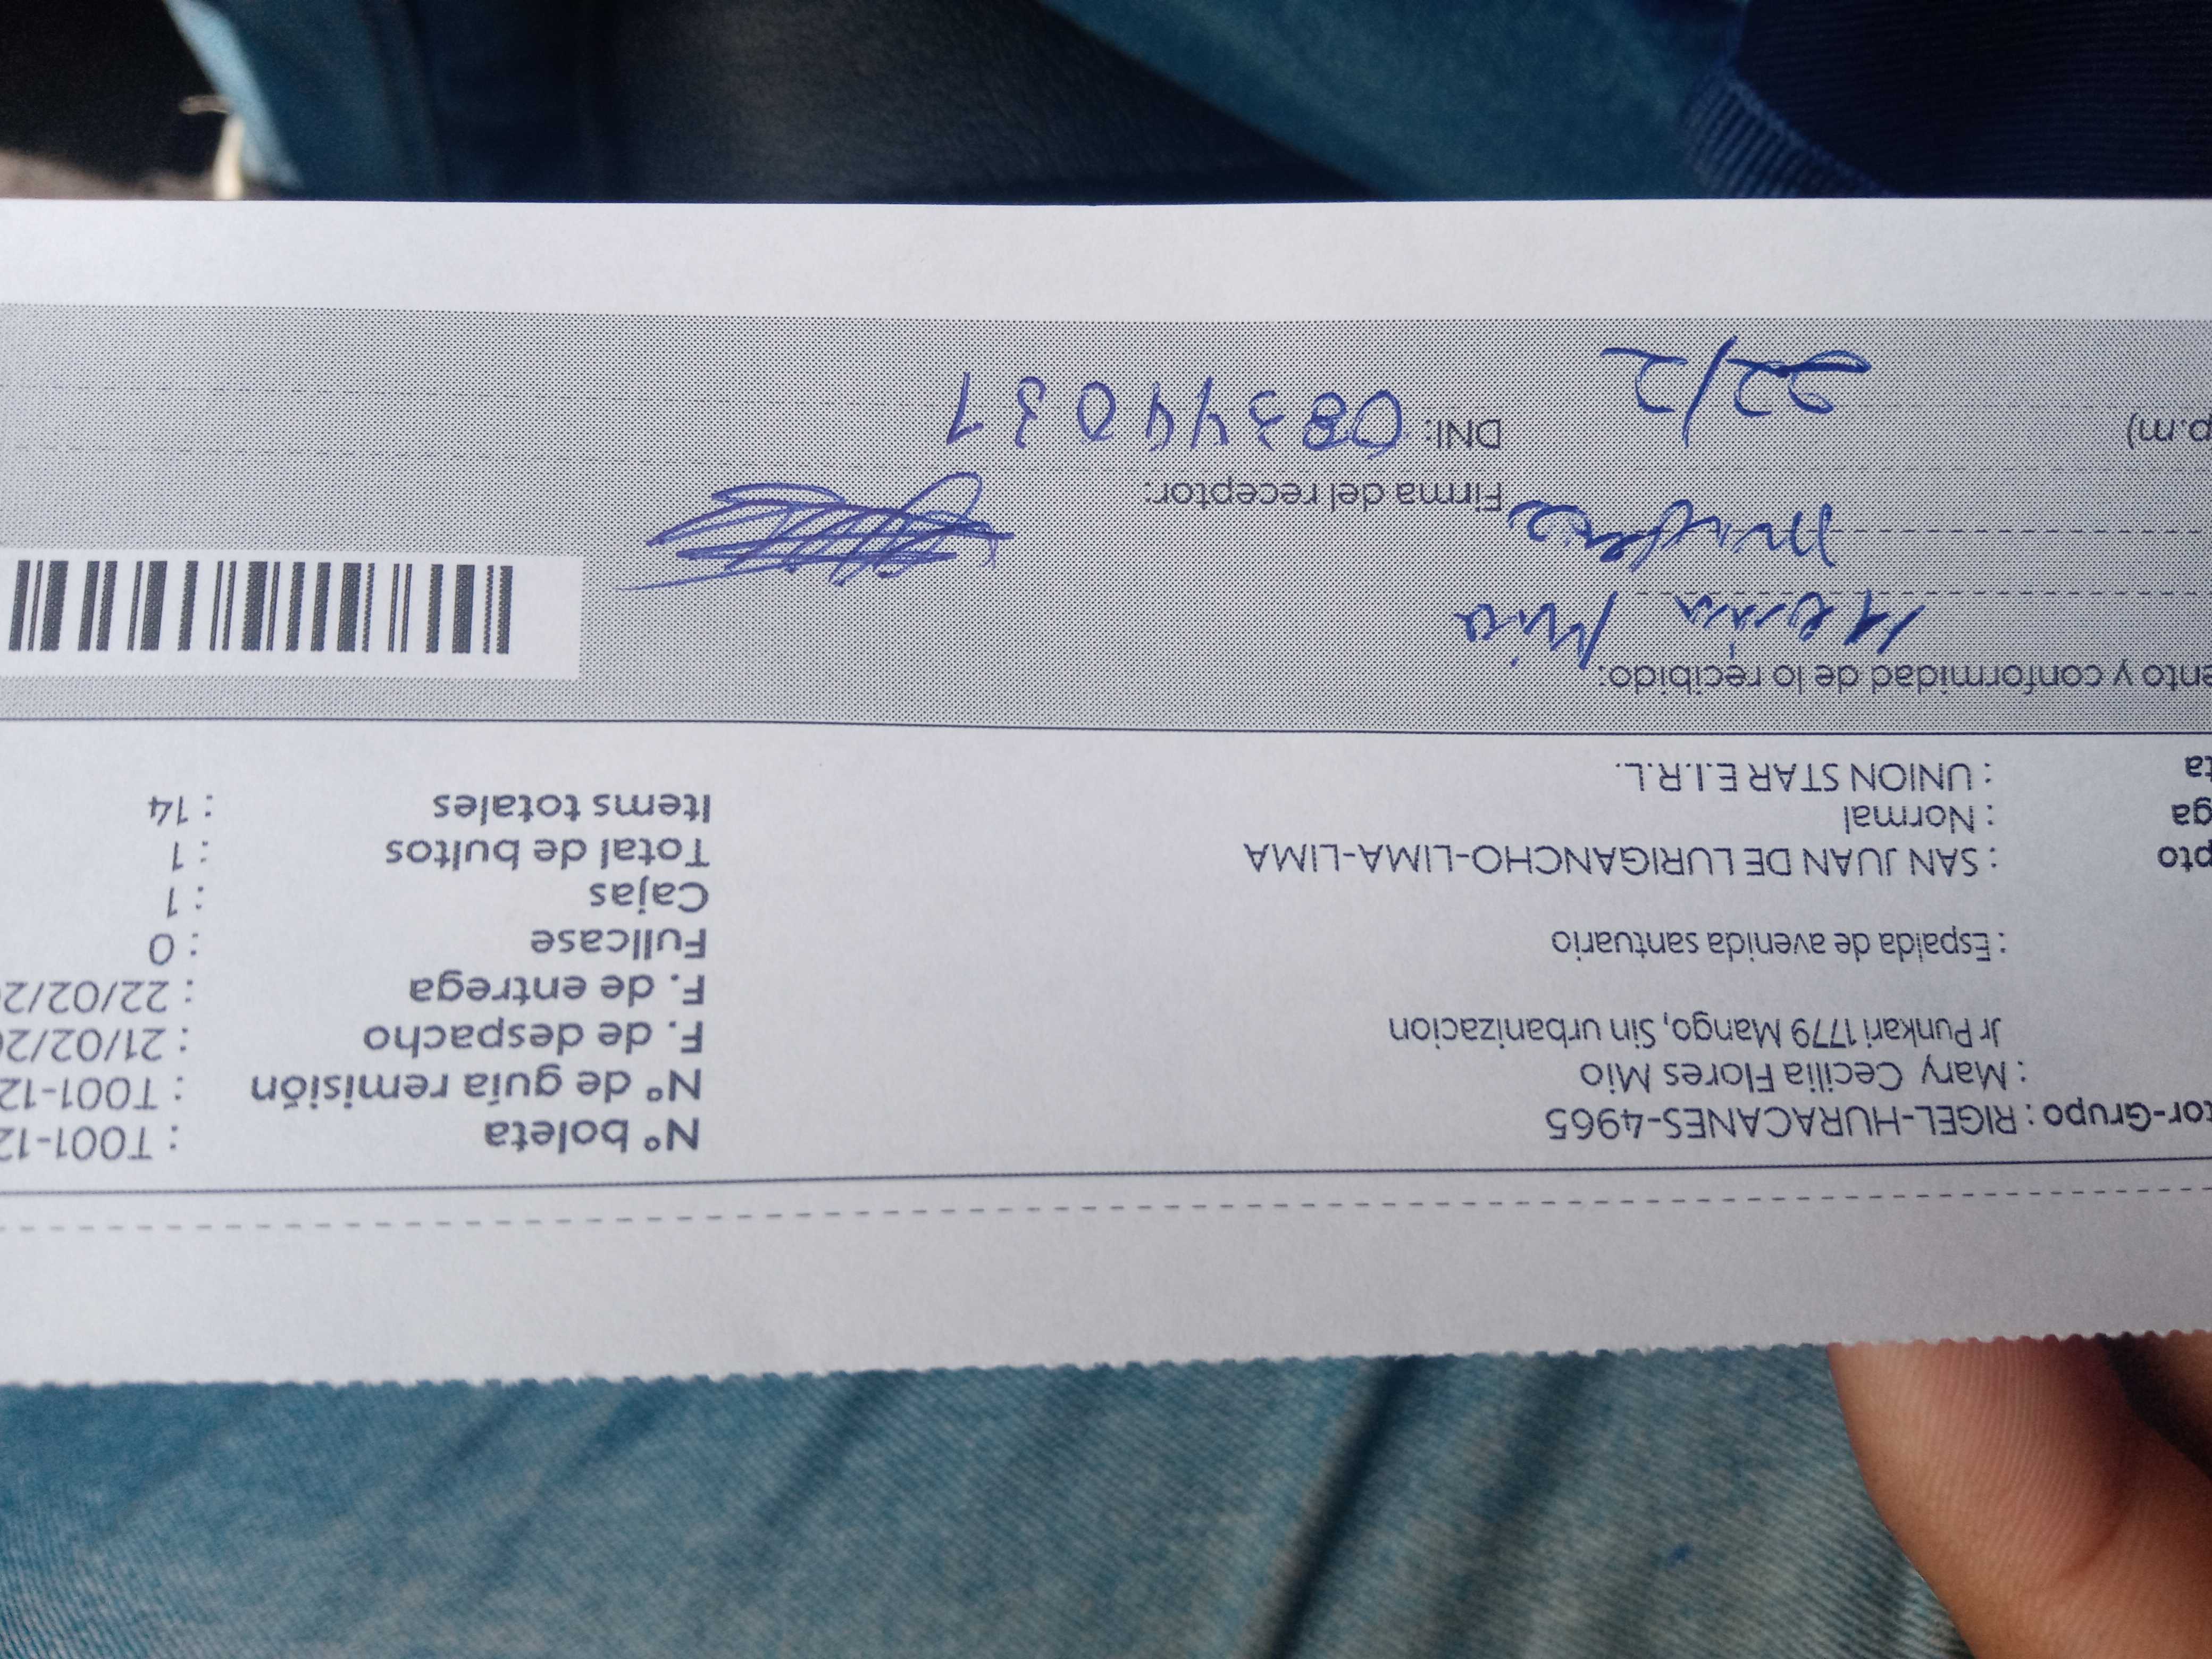 tor-Grupo : RIGEL-HURACANES-4965
: Mary Cecilia Flores Mio
Jr Punkari 1779 Mango, Sin urbanizacion
: Espalda de avenida santuario
pto : SAN JUAN DE LURIGANCHO-LIMA-LIMA
ga : Normal
ta : UNION STAR E.I.R.L.
Nº boleta : T001-12
Nº de guía remisión : T001-12
F. de despacho : 21/02/2
F. de entrega : 22/02/2
Fullcase : 0
Cajas : 1
Total de bultos : 1
Items totales : 14
ento y conformidad de lo recibido:
María Mio
Firma del receptor:
p.m)
22/2
DNI: 08344031